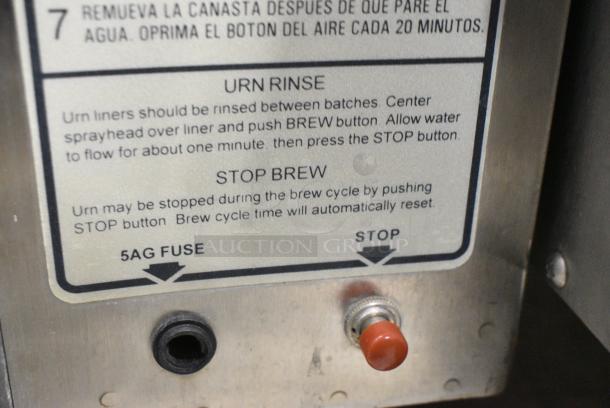 7 REMUEVA LA CANASTA DESPUES DE QUE PARE EL
AGUA. OPRIMA EL BOTON DEL AIRE CADA 20 MINUTOS.
URN RINSE
Urn liners should be rinsed between batches. Center
sprayhead over liner and push BREW button. Allow water
to flow for about one minute, then press the STOP button.
STOP BREW
Urn may be stopped during the brew cycle by pushing
STOP button. Brew cycle time will automatically reset.
AUCTION GROUP
5AG FUSE STOP